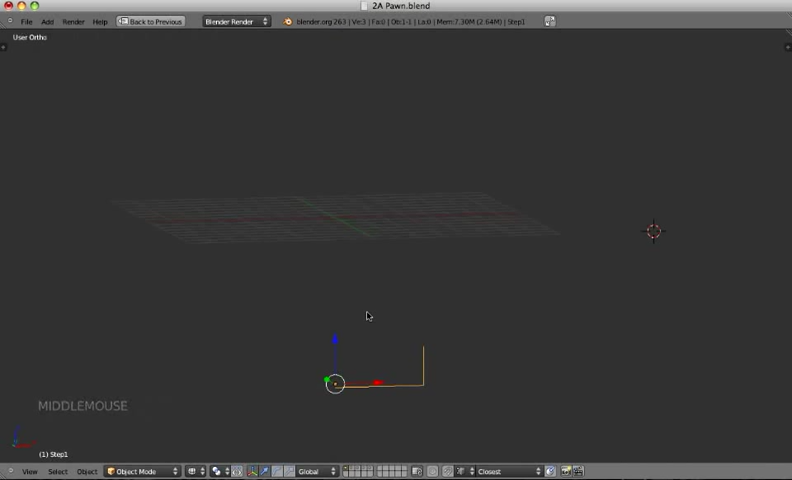 2A Pawn.blend
File Add Render Help Back to Previous Blender Render blender.org 263 | Ve:3 | Fa:0 | Ob:1-1 | La:0 | Mem:7.30M (2.64M) | Step1
User Ortho
MIDDLEMOUSE
(1) Step1
View Select Object Object Mode Global Closest